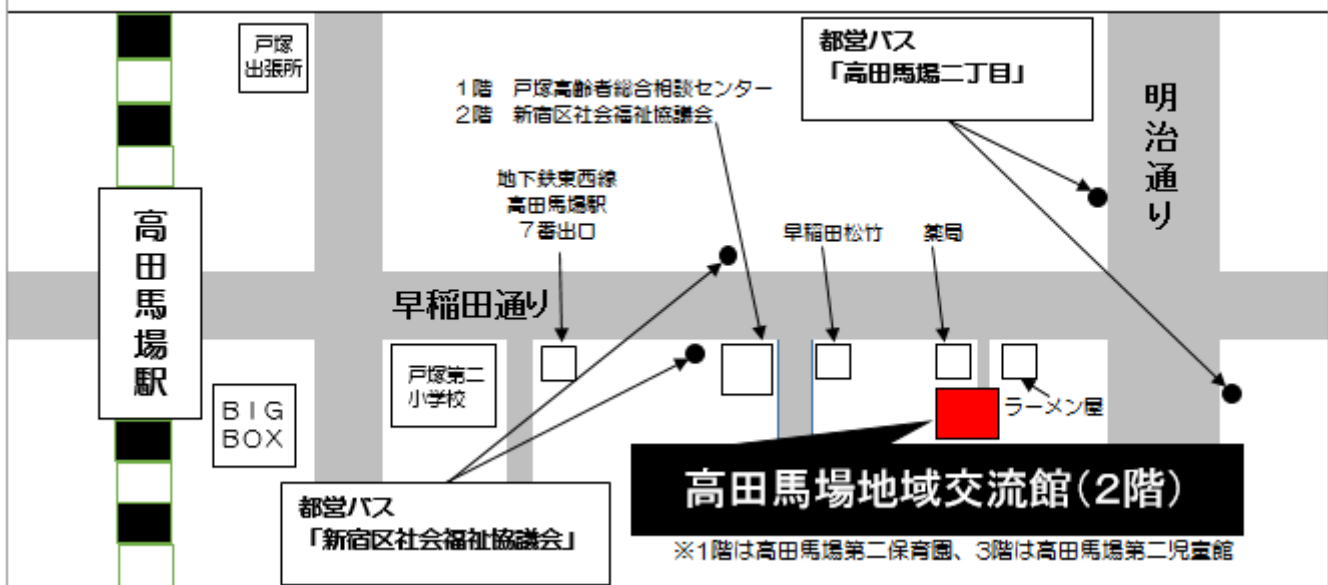 戸塚
出張所
都営バス
「高田馬場二丁目」
1階　戸塚高齢者総合相談センター
2階　新宿区社会福祉協議会
明治通り
地下鉄東西線
高田馬場駅
7番出口
高田馬場駅
早稲田松竹
薬局
早稲田通り
戸塚第二
小学校
ＢＩＧ
ＢＯＸ
ラーメン屋
高田馬場地域交流館（2階）
都営バス
「新宿区社会福祉協議会」
※1階は高田馬場第二保育園、3階は高田馬場第二児童館